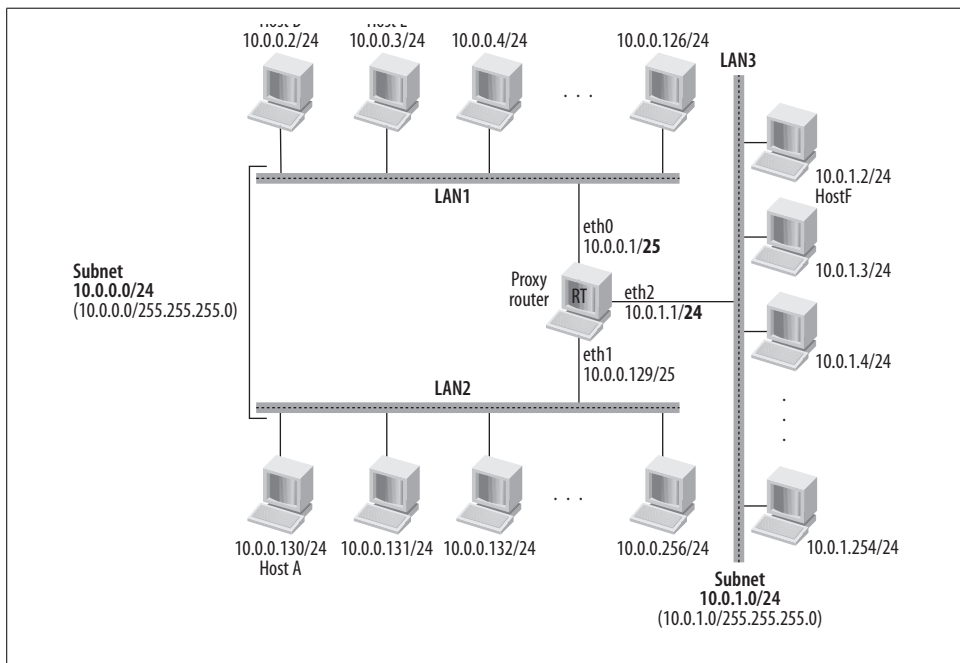 10.0.0.2/24
10.0.0.3/24
10.0.0.4/24
. . .
10.0.0.126/24
LAN3
10.0.1.2/24
HostF
LAN1
eth0
10.0.0.1/25
10.0.1.3/24
Subnet
10.0.0.0/24
(10.0.0.0/255.255.255.0)
Proxy
router
RT
eth2
10.0.1.1/24
eth1
10.0.0.129/25
10.0.1.4/24
LAN2
. . .
10.0.0.130/24
Host A
10.0.0.131/24
10.0.0.132/24
. . .
10.0.0.256/24
10.0.1.254/24
Subnet
10.0.1.0/24
(10.0.1.0/255.255.255.0)